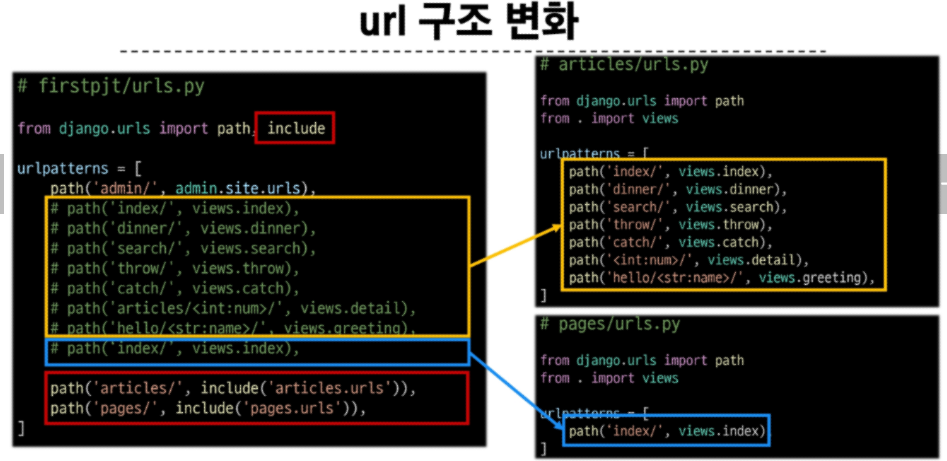 url 구조 변화
# firstpjt/urls.py
from django.urls import path, include
urlpatterns = [
path('admin/', admin.site.urls),
# path('index/', views.index),
# path('dinner/', views.dinner),
# path('search/', views.search),
# path('throw/', views.throw),
# path('catch/', views.catch),
# path('articles/<int:num>/', views.detail),
# path('hello/<str:name>/', views.greeting),
# path('index/', views.index),
path('articles/', include('articles.urls')),
path('pages/', include('pages.urls')),
]
# articles/urls.py
from django.urls import path
from . import views
urlpatterns = [
path('index/', views.index),
path('dinner/', views.dinner),
path('search/', views.search),
path('throw/', views.throw),
path('catch/', views.catch),
path('<int:num>/', views.detail),
path('hello/<str:name>/', views.greeting),
]
# pages/urls.py
from django.urls import path
from . import views
urlpatterns = [
path('index/', views.index)
]